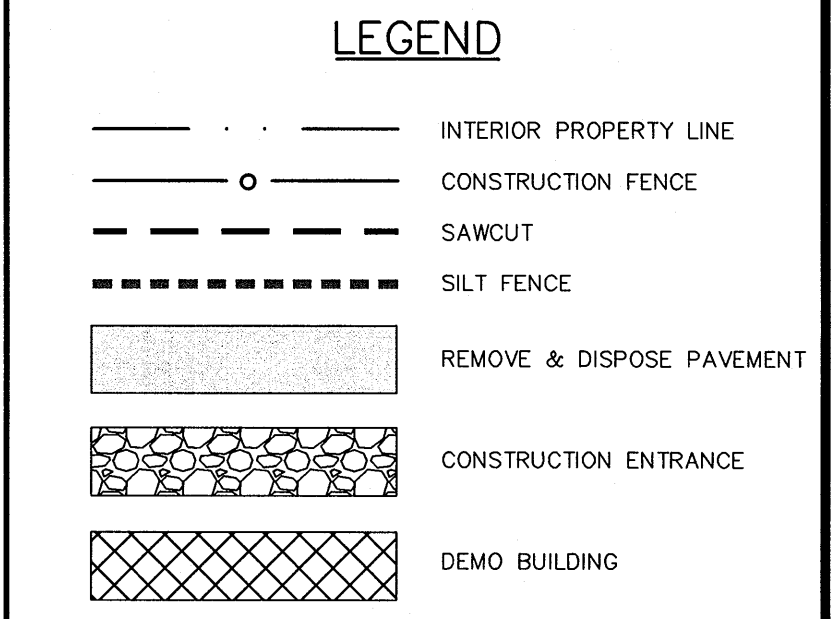 LEGEND
INTERIOR PROPERTY LINE
CONSTRUCTION FENCE
SAWCUT
SILT FENCE
REMOVE & DISPOSE PAVEMENT
CONSTRUCTION ENTRANCE
DEMO BUILDING